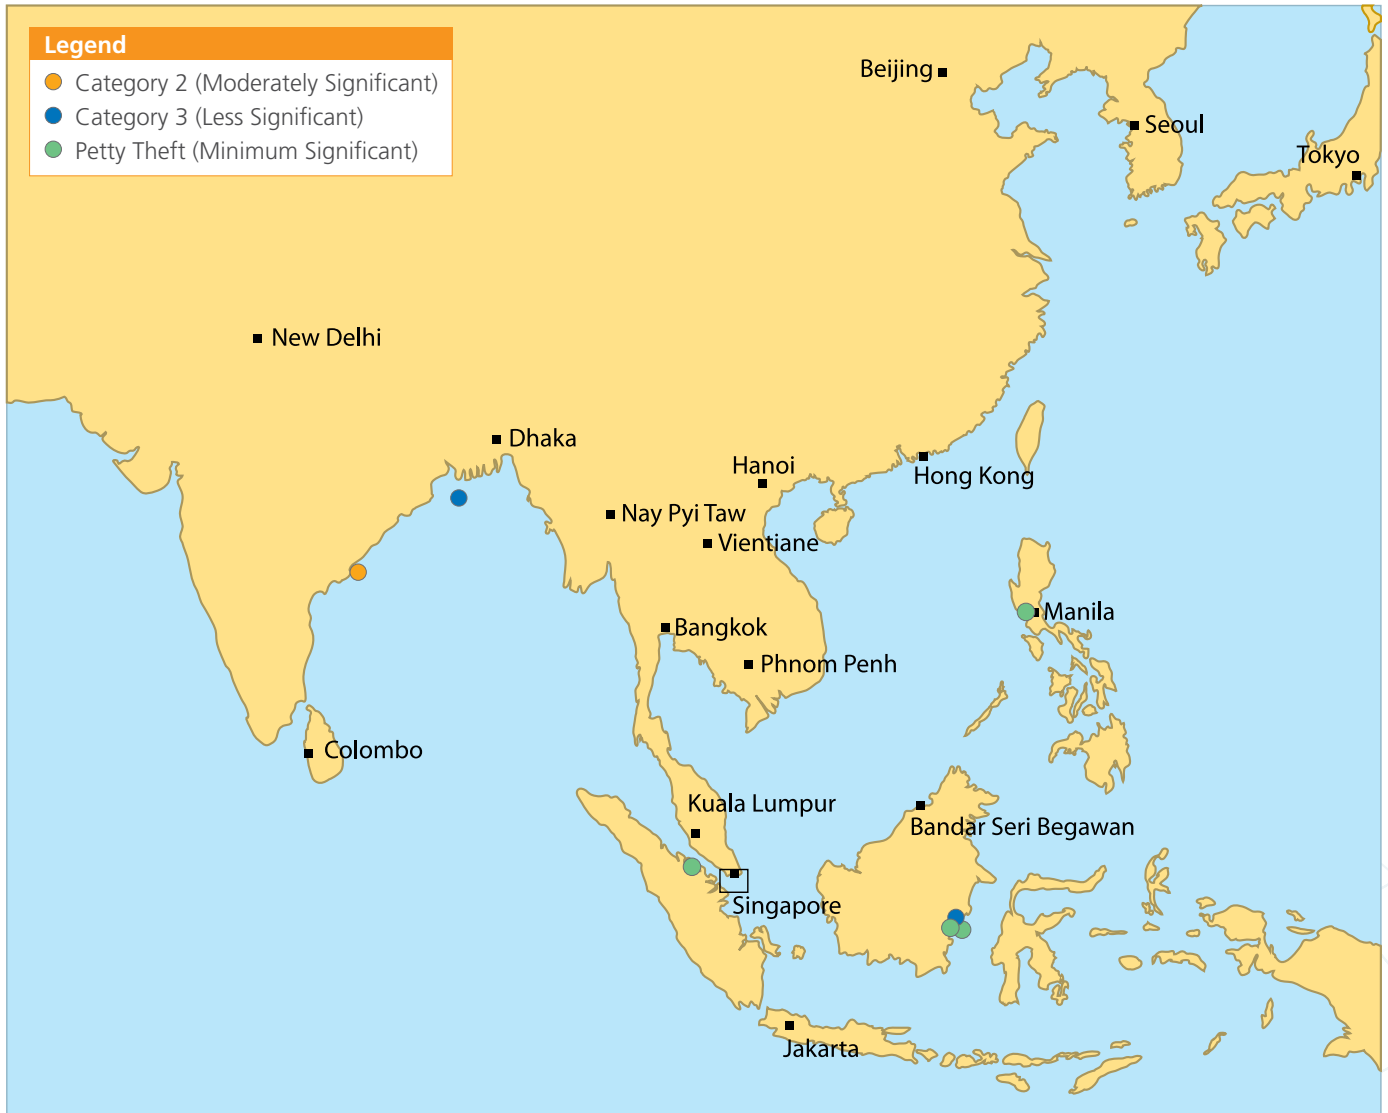 Legend
Category 2 (Moderately Significant)
Category 3 (Less Significant)
Petty Theft (Minimum Significant)
Beijing
Seoul
Tokyo
New Delhi
Dhaka
Hanoi
Hong Kong
Nay Pyi Taw
Vientiane
Manila
Bangkok
Phnom Penh
Colombo
Kuala Lumpur
Bandar Seri Begawan
Singapore
Jakarta